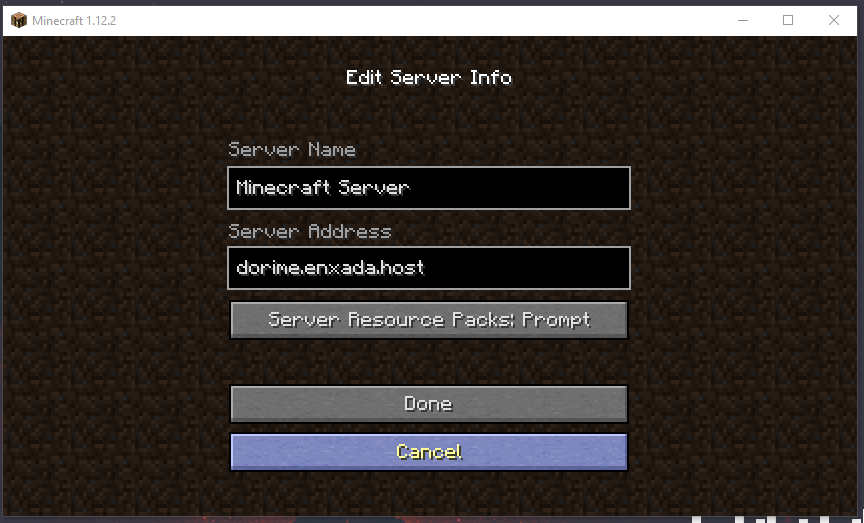 Minecraft 1.12.2
Edit Server Info
Server Name
Minecraft Server
Server Address
dorime.enxada.host
Server Resource Packs: Prompt
Done
Cancel